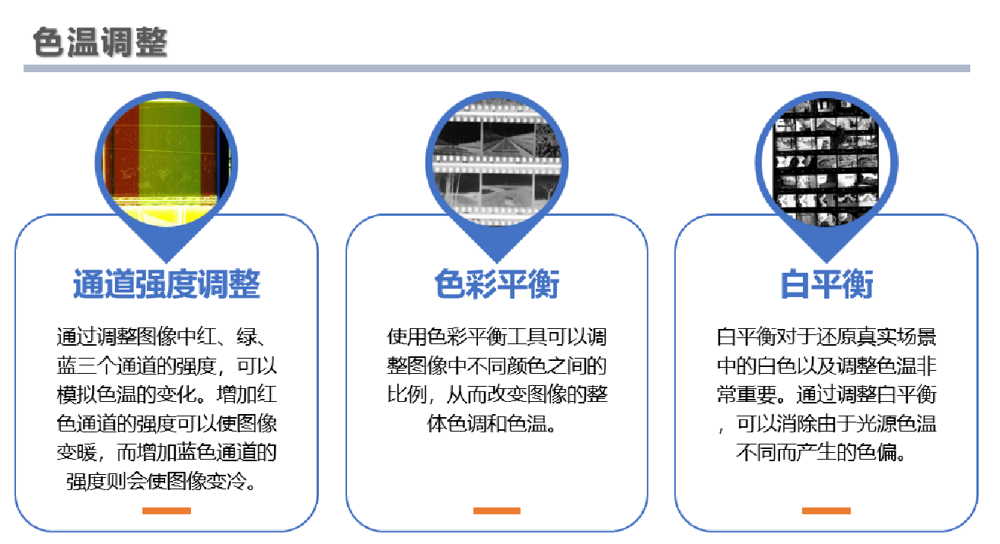 色温调整
通道强度调整
通过调整图像中红、绿、
蓝三个通道的强度，可以
模拟色温的变化。增加红
色通道的强度可以使图像
变暖，而增加蓝色通道的
强度则会使图像变冷。
色彩平衡
使用色彩平衡工具可以调
整图像中不同颜色之间的
比例，从而改变图像的整
体色调和色温。
白平衡
白平衡对于还原真实场景
中的白色以及调整色温非
常重要。通过调整白平衡
，可以消除由于光源色温
不同而产生的色偏。